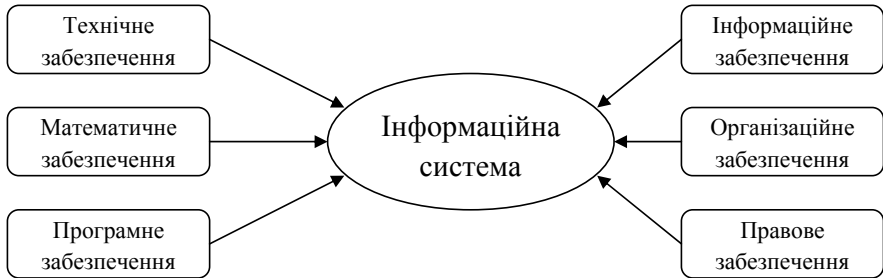 Технічне
забезпечення
Математичне
забезпечення
Програмне
забезпечення
Інформаційна
система
Інформаційне
забезпечення
Організаційне
забезпечення
Правове
забезпечення